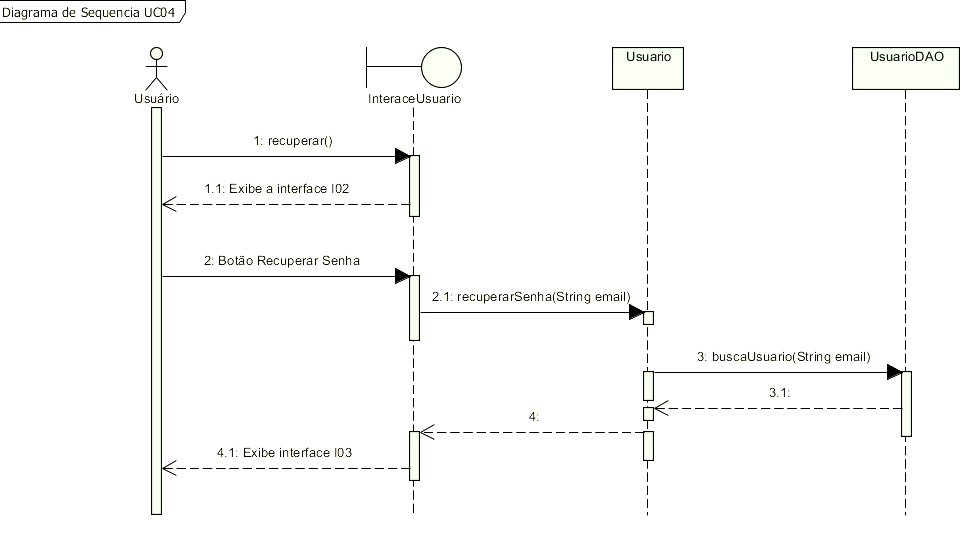 Diagrama de Sequencia UC04
Usuário
InteraceUsuario
Usuario
UsuarioDAO
1: recuperar()
1.1: Exibe a interface I02
2: Botão Recuperar Senha
2.1: recuperarSenha(String email)
3: buscaUsuario(String email)
3.1:
4:
4.1: Exibe interface I03